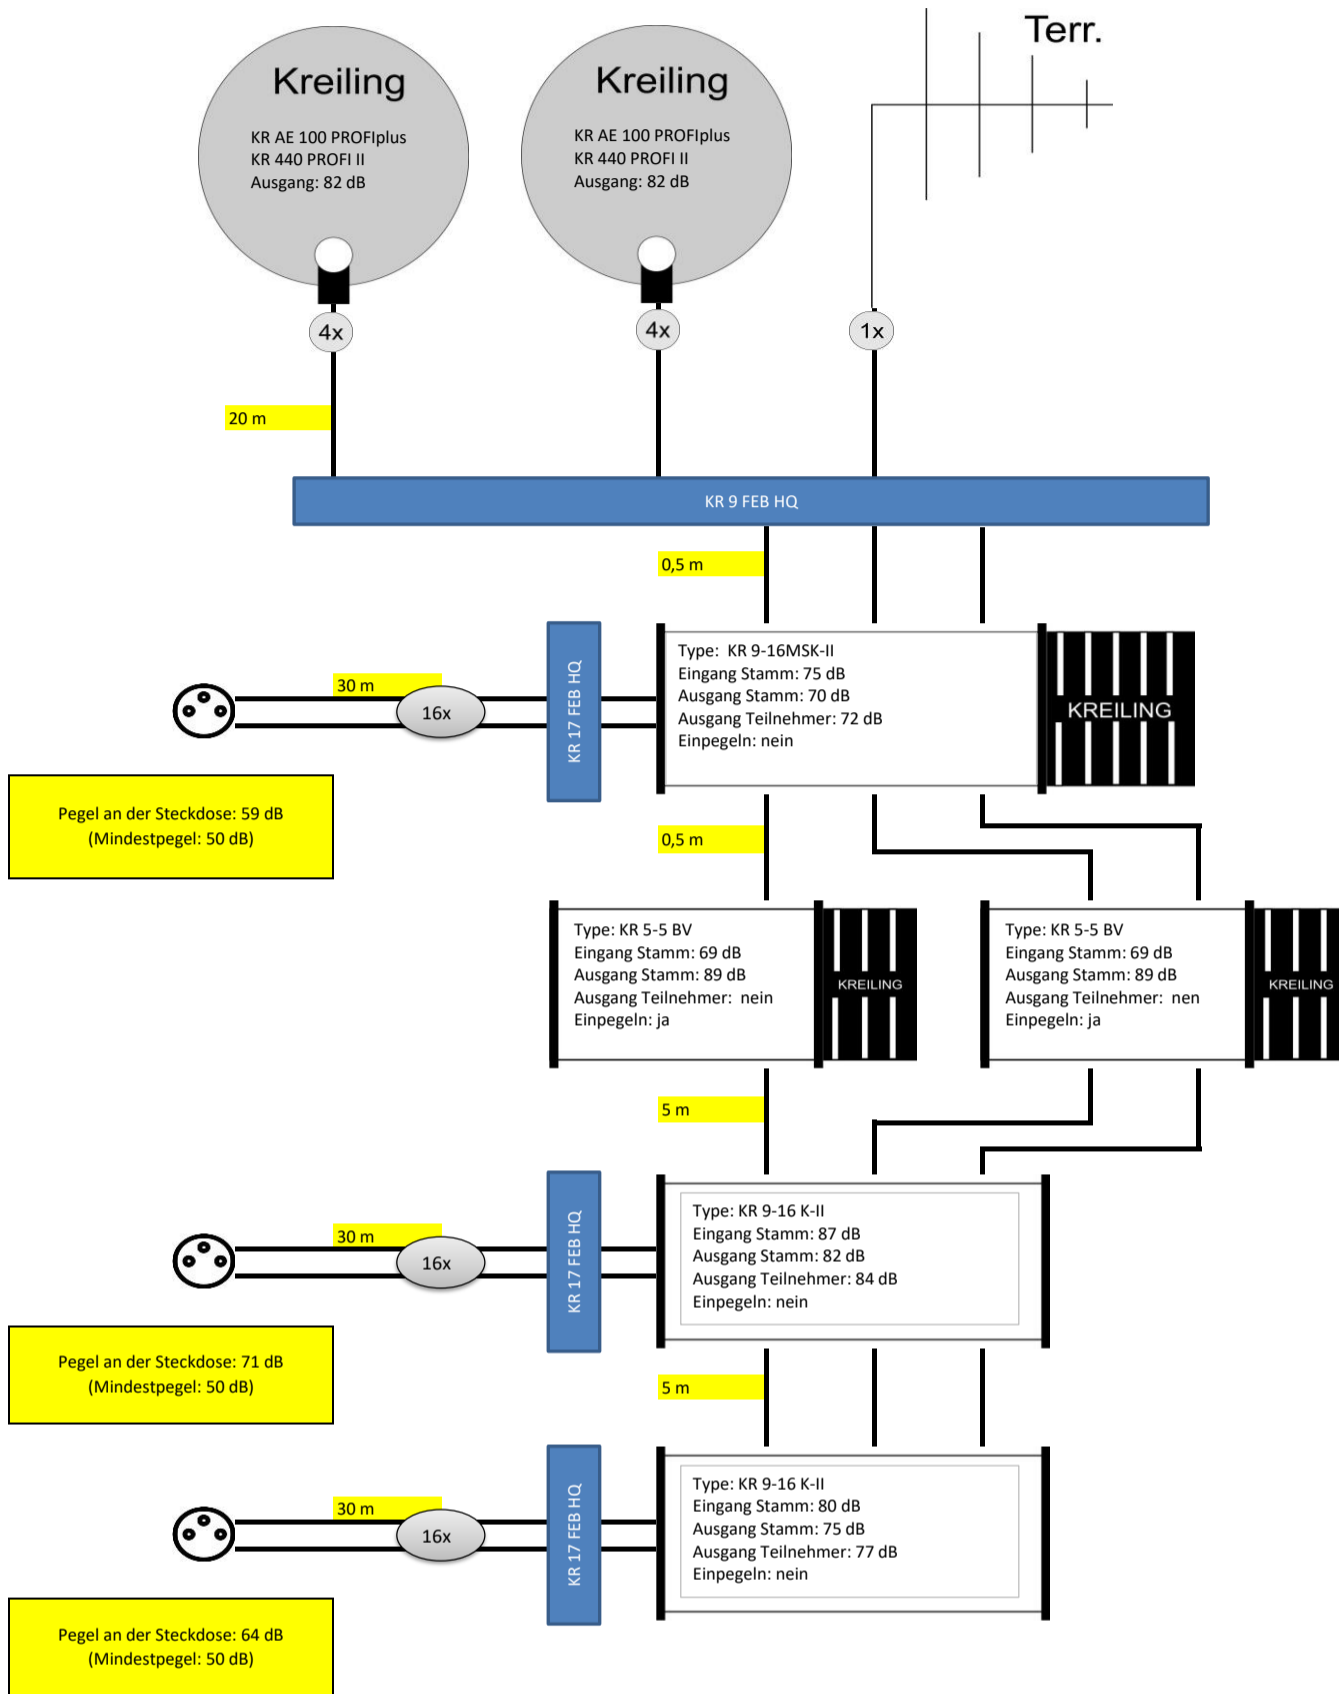 Terr.
Kreiling
KR AE 100 PROFIplus
KR 440 PROFI II
Ausgang: 82 dB
Kreiling
KR AE 100 PROFIplus
KR 440 PROFI II
Ausgang: 82 dB
4x
4x
1x
20 m
KR 9 FEB HQ
0,5 m
Type:  KR 9-16MSK-II
Eingang Stamm: 75 dB
Ausgang Stamm: 70 dB
Ausgang Teilnehmer: 72 dB
Einpegeln: nein
KREILING
KR 17 FEB HQ
30 m
16x
Pegel an der Steckdose: 59 dB
(Mindestpegel: 50 dB)
0,5 m
Type: KR 5-5 BV
Eingang Stamm: 69 dB
Ausgang Stamm: 89 dB
Ausgang Teilnehmer:  nein
Einpegeln: ja
KREILING
Type: KR 5-5 BV
Eingang Stamm: 69 dB
Ausgang Stamm: 89 dB
Ausgang Teilnehmer:  nen
Einpegeln: ja
KREILING
5 m
Type: KR 9-16 K-II
Eingang Stamm: 87 dB
Ausgang Stamm: 82 dB
Ausgang Teilnehmer: 84 dB
Einpegeln: nein
KR 17 FEB HQ
30 m
16x
Pegel an der Steckdose: 71 dB
(Mindestpegel: 50 dB)
5 m
Type: KR 9-16 K-II
Eingang Stamm: 80 dB
Ausgang Stamm: 75 dB
Ausgang Teilnehmer: 77 dB
Einpegeln: nein
KR 17 FEB HQ
30 m
16x
Pegel an der Steckdose: 64 dB
(Mindestpegel: 50 dB)